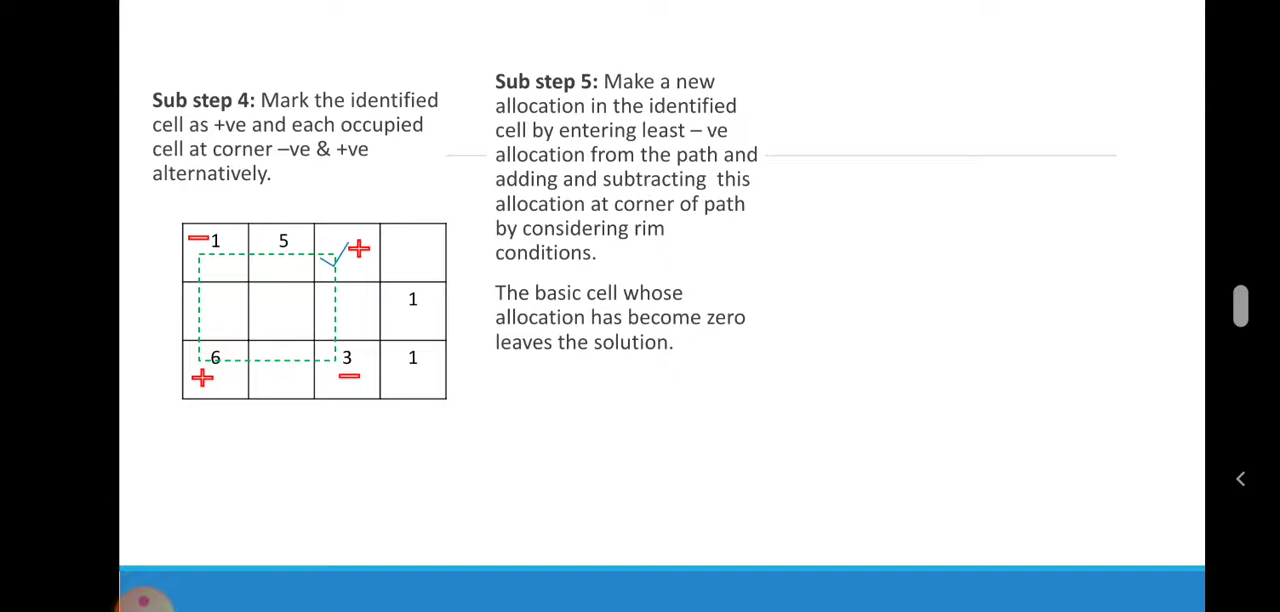 Sub step 4: Mark the identified
cell as +ve and each occupied
cell at corner –ve & +ve
alternatively.
Sub step 5: Make a new
allocation in the identified
cell by entering least – ve
allocation from the path and
adding and subtracting this
allocation at corner of path
by considering rim
conditions.
The basic cell whose
allocation has become zero
leaves the solution.
– 1 5 +
1
6 3 1
+ –